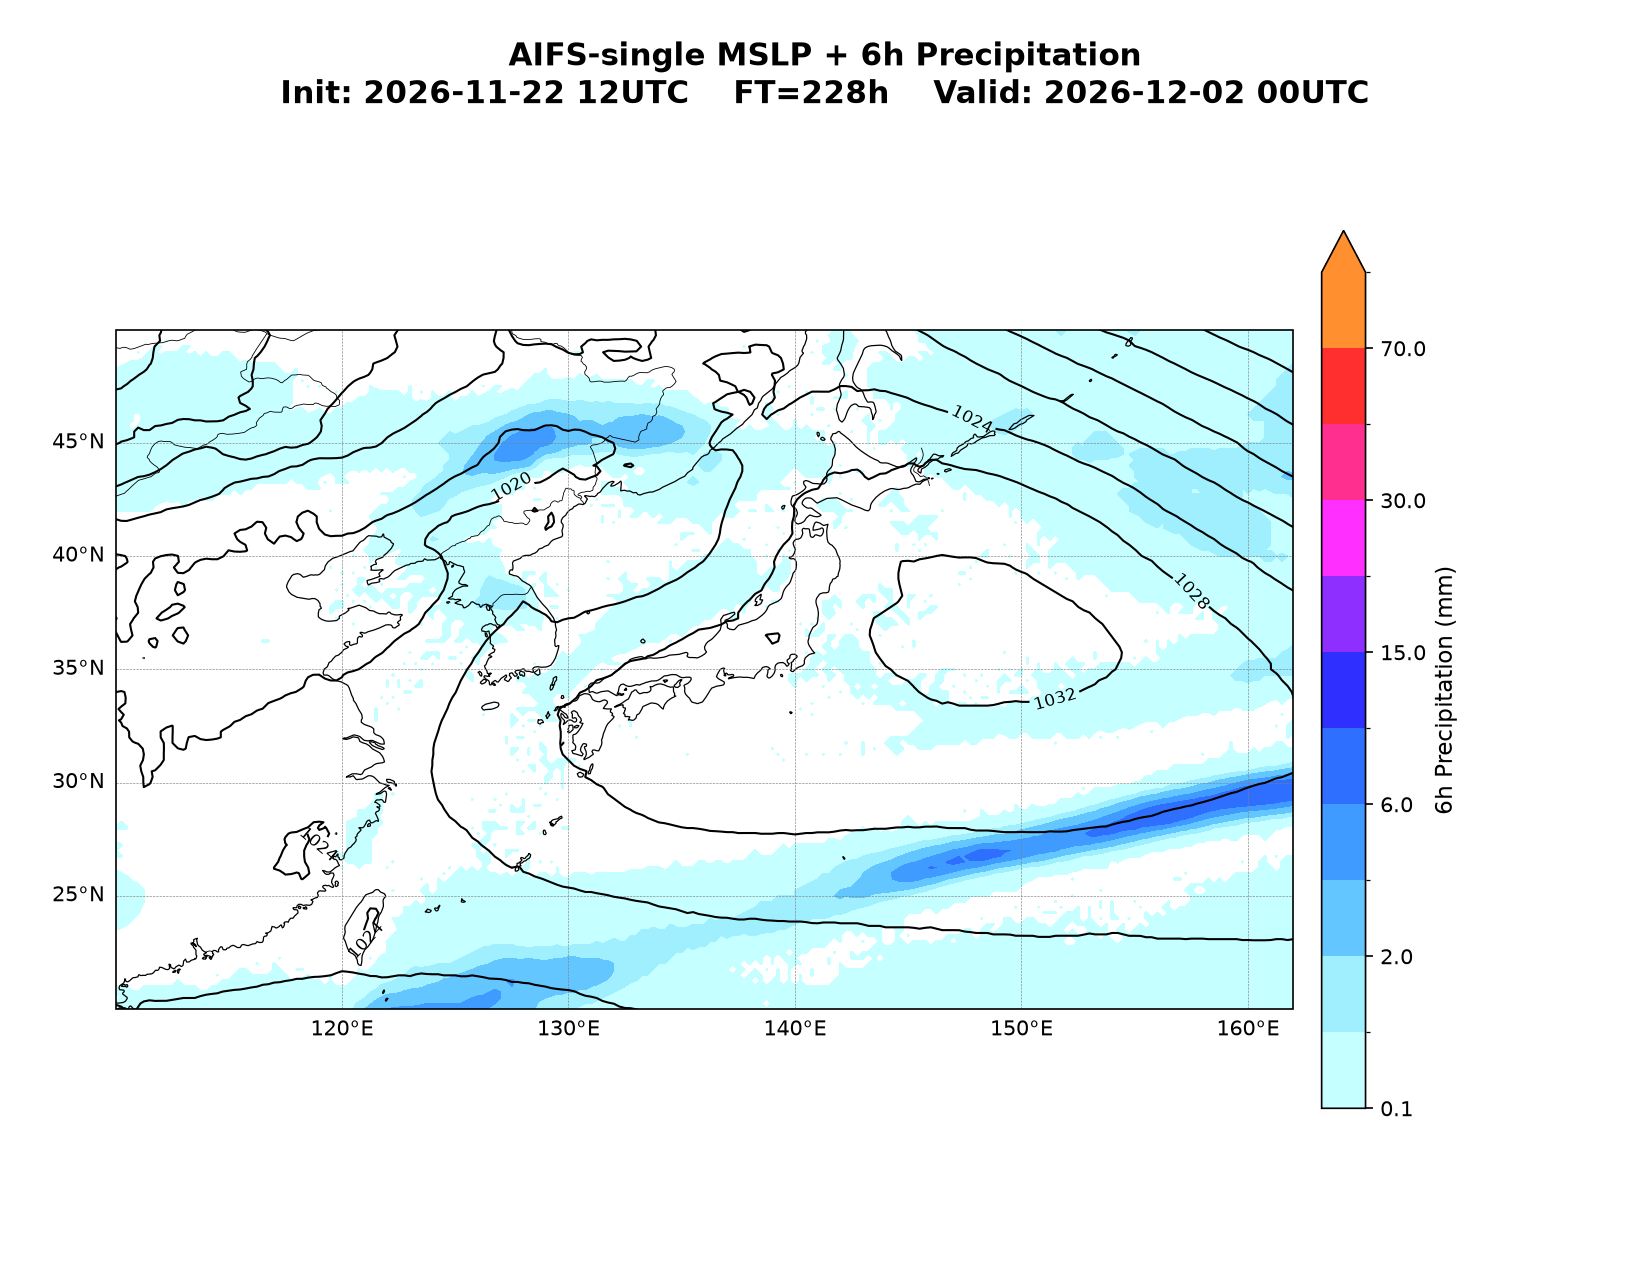 AIFS-single MSLP + 6h Precipitation
Init: 2026-11-22 12UTC    FT=228h    Valid: 2026-12-02 00UTC
45°N
40°N
35°N
30°N
25°N
120°E
130°E
140°E
150°E
160°E
1024
1020
1028
1032
1024
1024
70.0
30.0
15.0
6.0
2.0
0.1
6h Precipitation (mm)